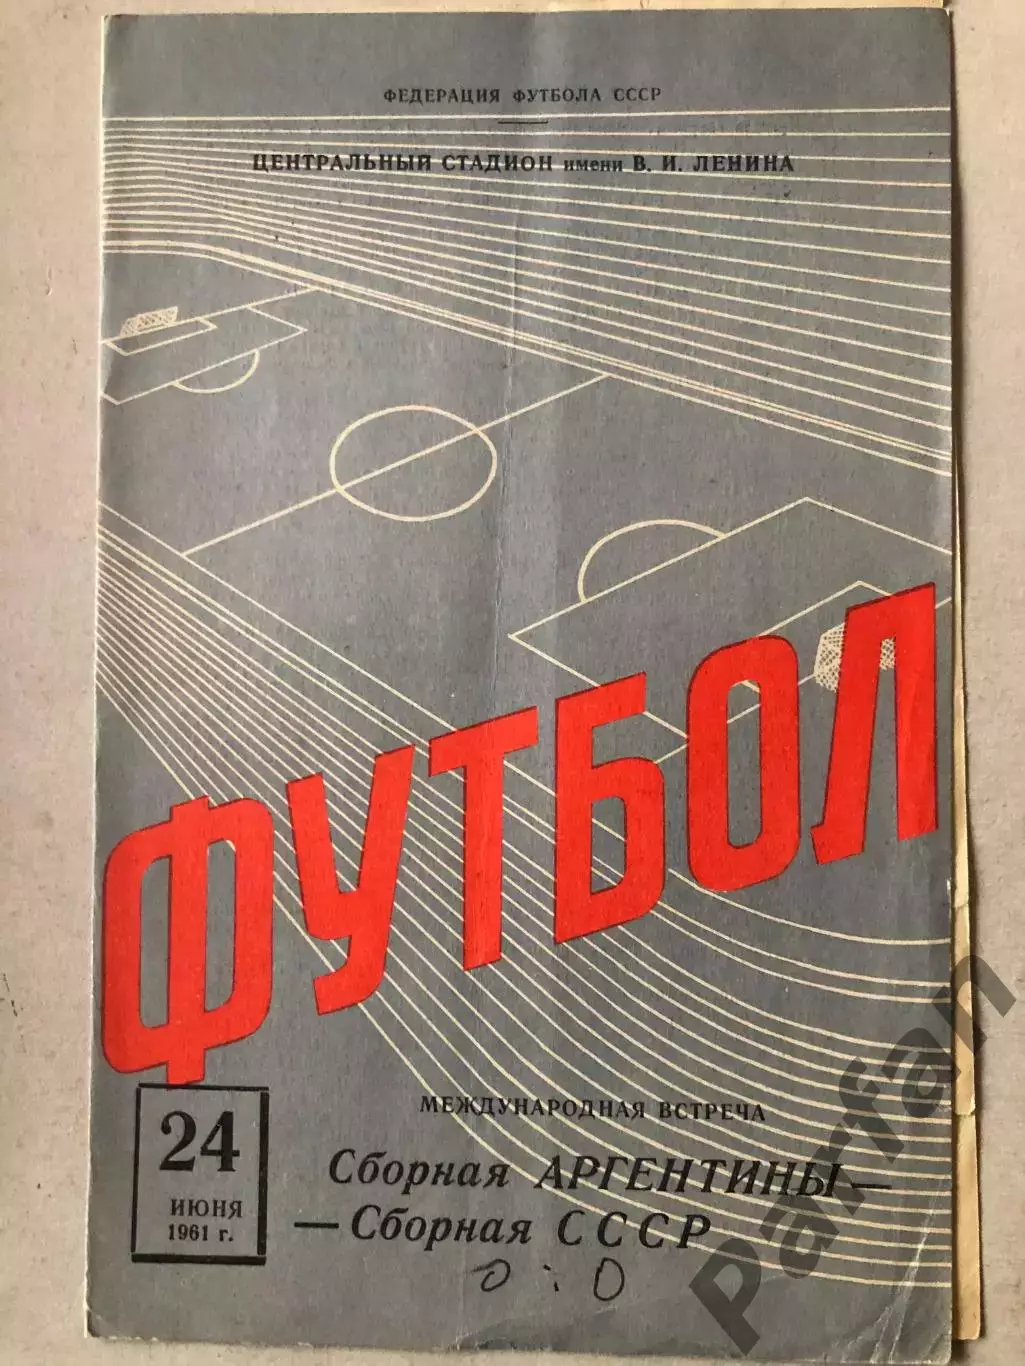 ФЕДЕРАЦИЯ ФУТБОЛА СССР
ЦЕНТРАЛЬНЫЙ СТАДИОН имени В. И. ЛЕНИНА
ФУТБОЛ
24
ИЮНЯ
1961 г.
МЕЖДУНАРОДНАЯ ВСТРЕЧА
Сборная АРГЕНТИНЫ —
— Сборная СССР
0:0
Parfan